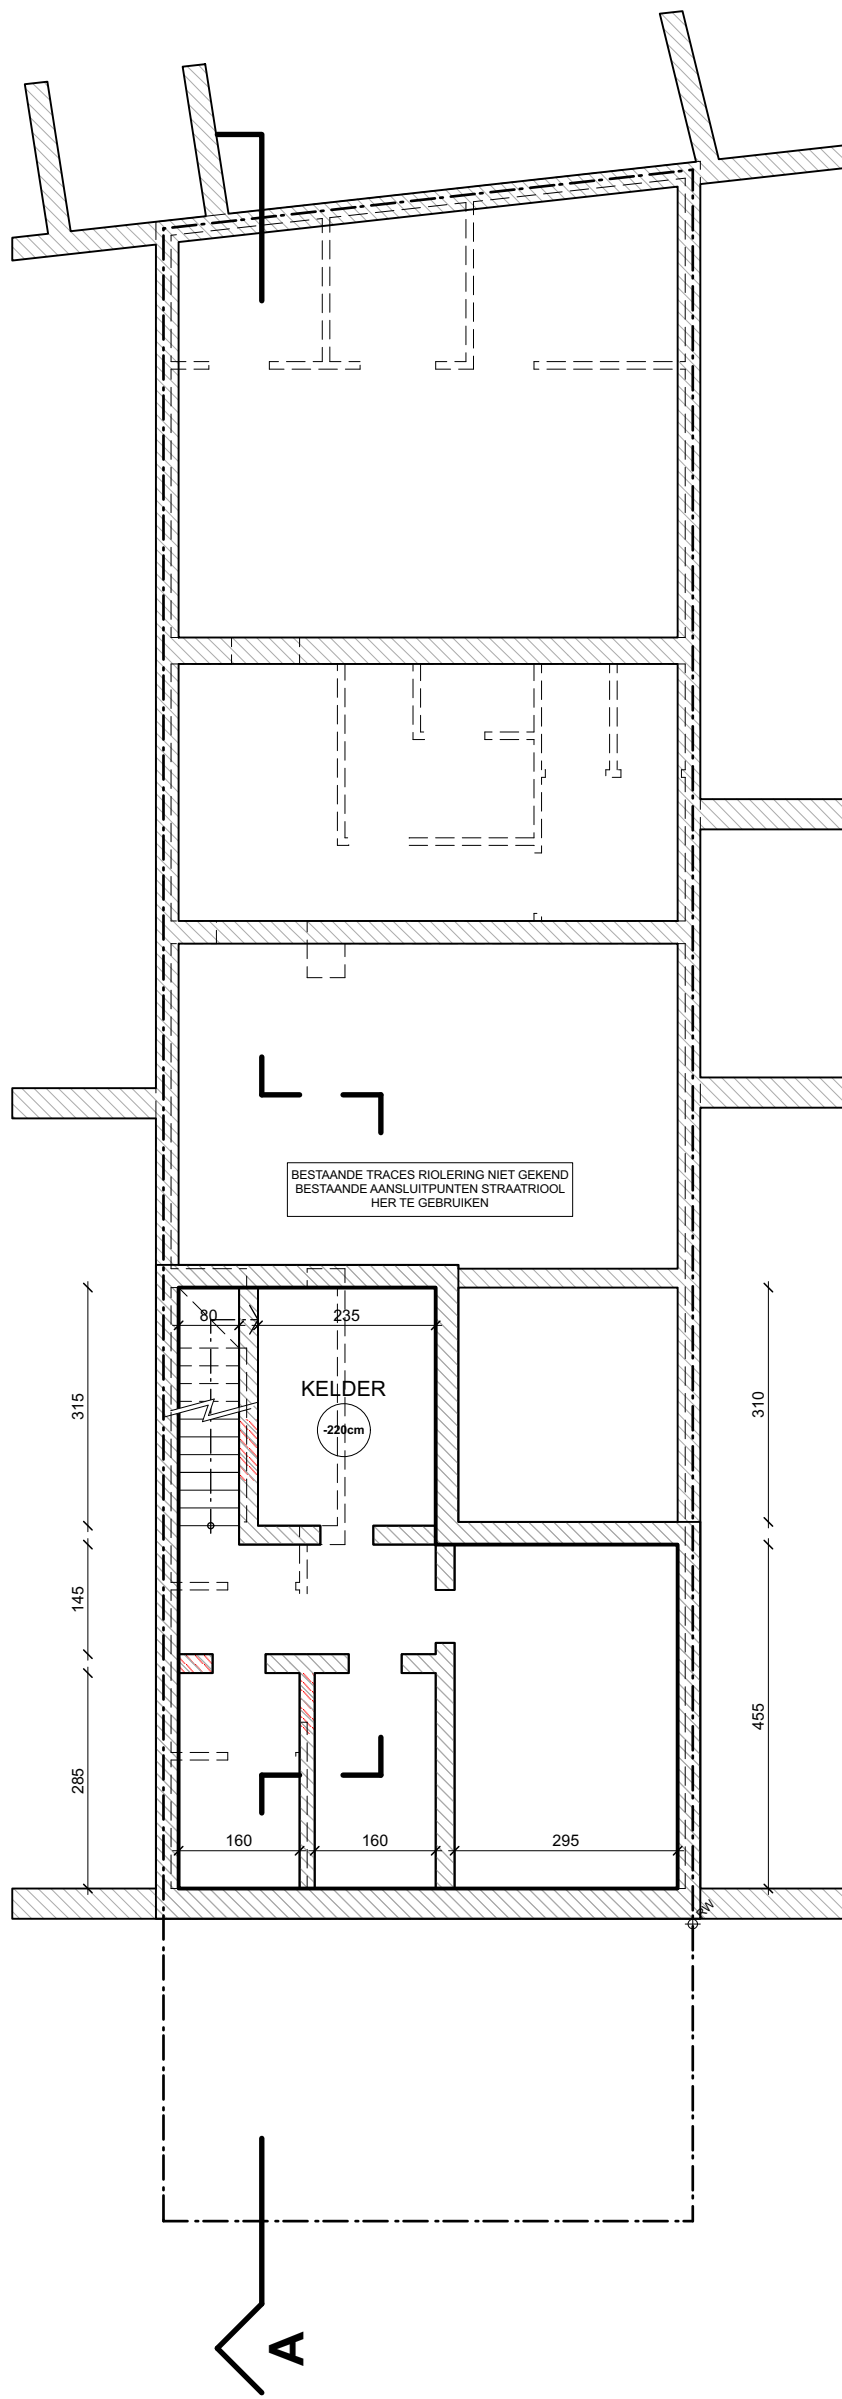 BESTAANDE TRACES RIOLERING NIET GEKEND
BESTAANDE AANSLUITPUNTEN STRAATRIOOL
HER TE GEBRUIKEN
80
235
KELDER
-220cm
315
310
145
285
455
160
160
295
RW
A